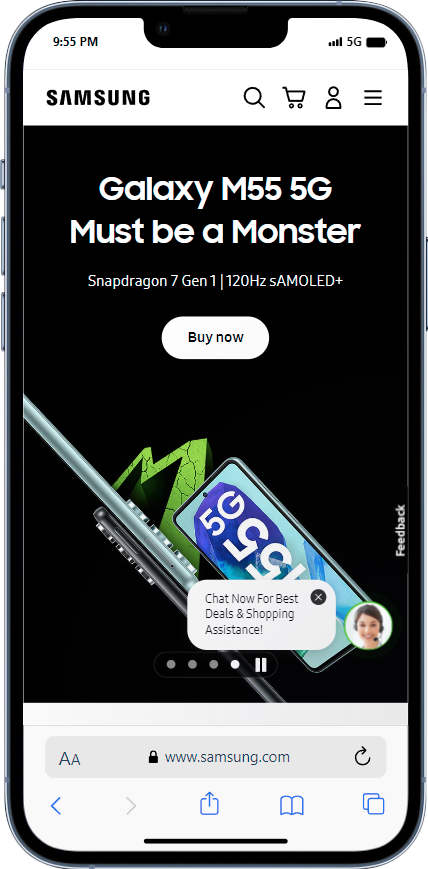 9:55 PM
5G
SAMSUNG
Galaxy M55 5G
Must be a Monster
Snapdragon 7 Gen 1 | 120Hz sAMOLED+
Buy now
5G
55
Feedback
Chat Now For Best
Deals & Shopping
Assistance!
AA
www.samsung.com